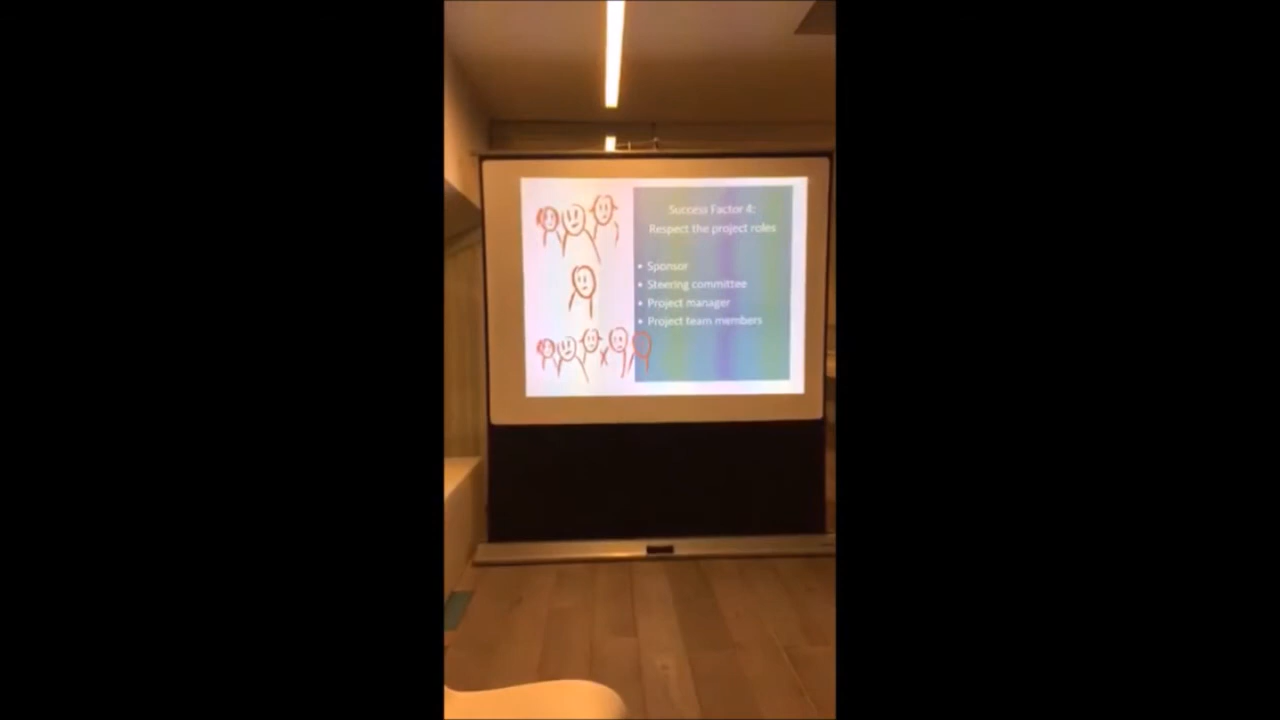 Success Factor 4:
Respect the project roles
• Sponsor
• Steering committee
• Project manager
• Project team members